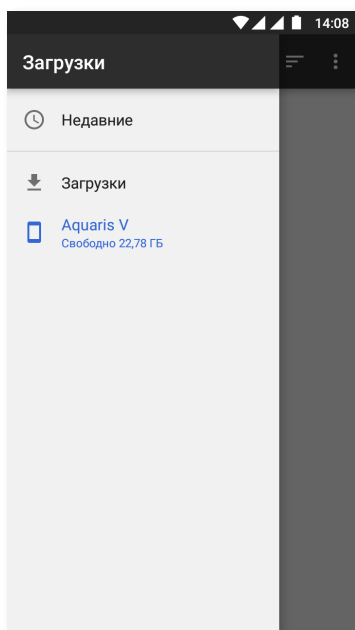 14:08
Загрузки
Недавние
Загрузки
Aquaris V
Свободно 22,78 ГБ